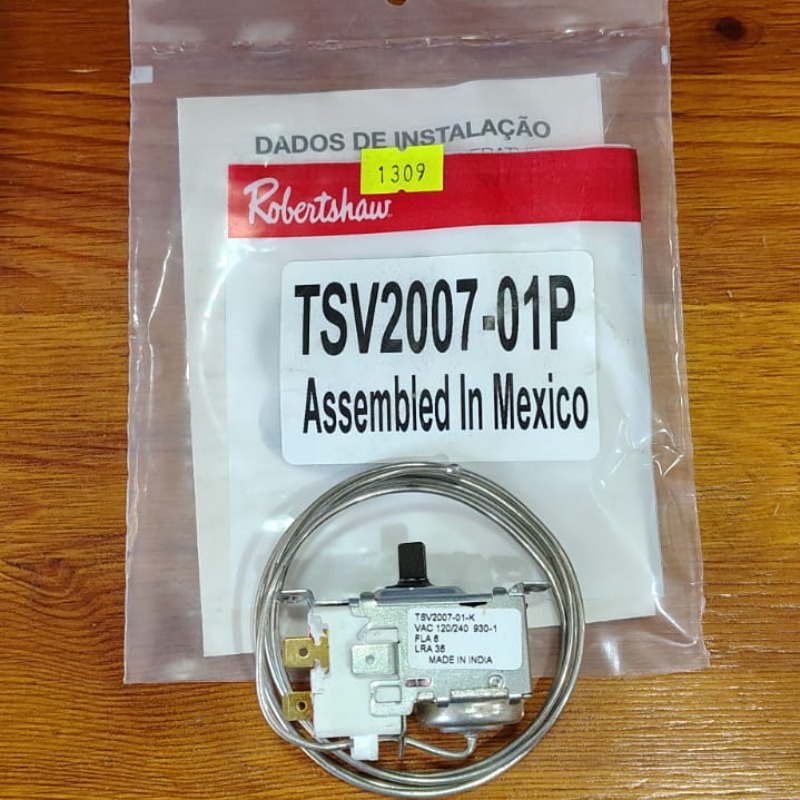 DADOS DE INSTALAÇÃO
1309
Robertshaw
TSV2007-01P
Assembled In Mexico
TSV2007-01-K
VAC 120/240 930-1
FLA 6
LRA 36
MADE IN INDIA